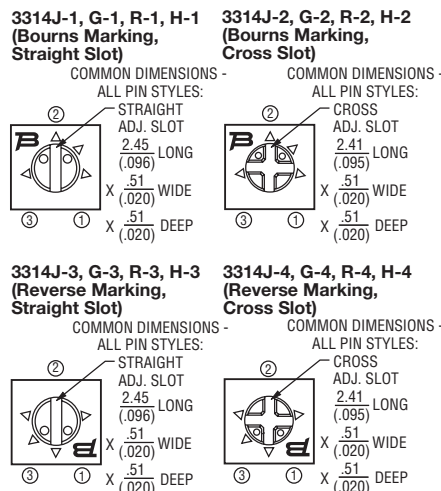 3314J-1, G-1, R-1, H-1
(Bourns Marking,
Straight Slot)
COMMON DIMENSIONS -
ALL PIN STYLES:
STRAIGHT
ADJ. SLOT
2.45
(.096) LONG
X .51
(.020) WIDE
X .51
(.020) DEEP
2
3
1
3314J-2, G-2, R-2, H-2
(Bourns Marking,
Cross Slot)
COMMON DIMENSIONS -
ALL PIN STYLES:
CROSS
ADJ. SLOT
2.41
(.095) LONG
X .51
(.020) WIDE
X .51
(.020) DEEP
2
3
1
3314J-3, G-3, R-3, H-3
(Reverse Marking,
Straight Slot)
COMMON DIMENSIONS -
ALL PIN STYLES:
STRAIGHT
ADJ. SLOT
2.45
(.096) LONG
X .51
(.020) WIDE
X .51
(.020) DEEP
2
3
1
3314J-4, G-4, R-4, H-4
(Reverse Marking,
Cross Slot)
COMMON DIMENSIONS -
ALL PIN STYLES:
CROSS
ADJ. SLOT
2.41
(.095) LONG
X .51
(.020) WIDE
X .51
(.020) DEEP
2
3
1